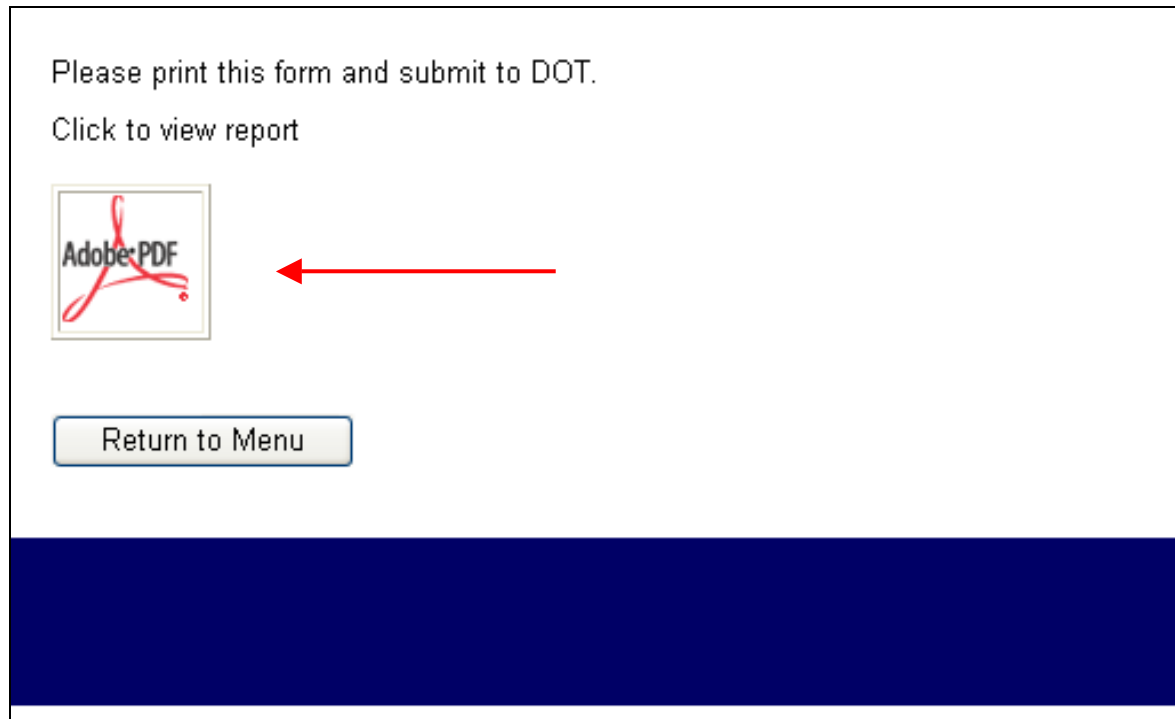 Please print this form and submit to DOT.
Click to view report
Adobe PDF
Return to Menu